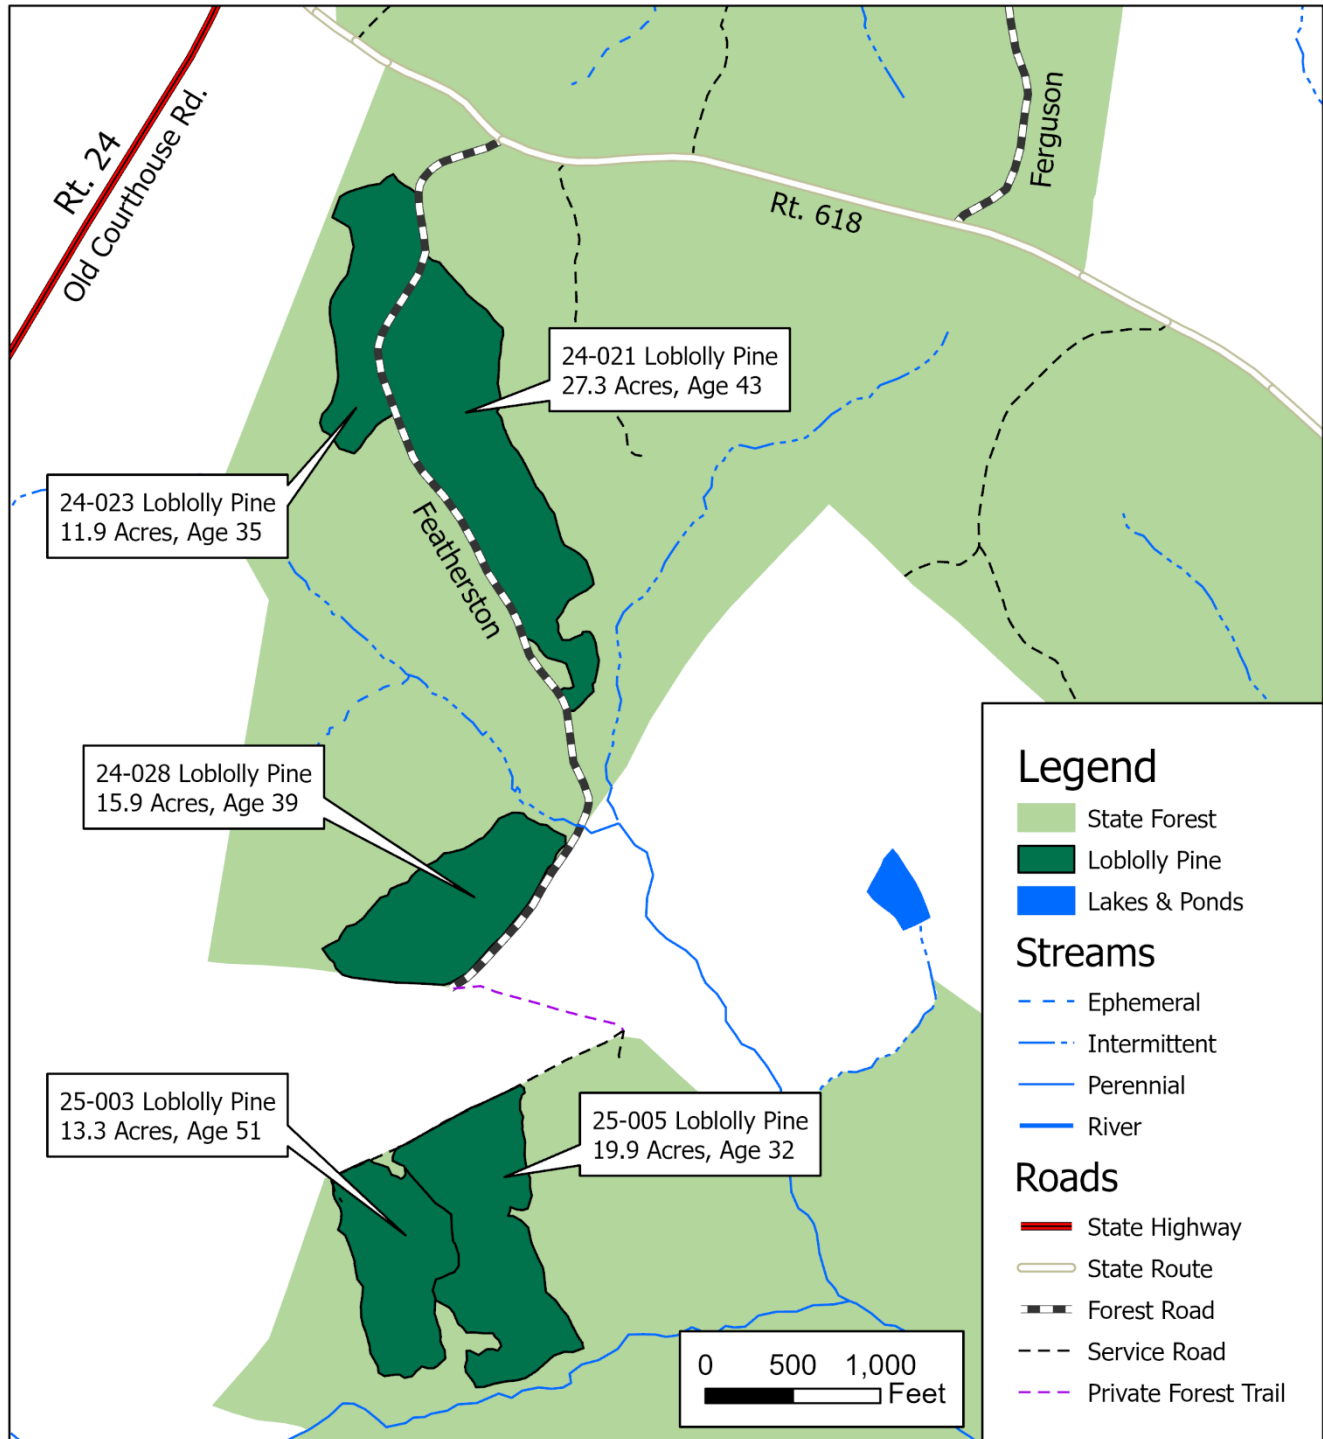 Rt. 24
Old Courthouse Rd.
Ferguson
Rt. 618
24-021 Loblolly Pine
27.3 Acres, Age 43
24-023 Loblolly Pine
11.9 Acres, Age 35
Featherston
24-028 Loblolly Pine
15.9 Acres, Age 39
25-003 Loblolly Pine
13.3 Acres, Age 51
25-005 Loblolly Pine
19.9 Acres, Age 32
0 500 1,000
Feet
Legend
State Forest
Loblolly Pine
Lakes & Ponds
Streams
Ephemeral
Intermittent
Perennial
River
Roads
State Highway
State Route
Forest Road
Service Road
Private Forest Trail